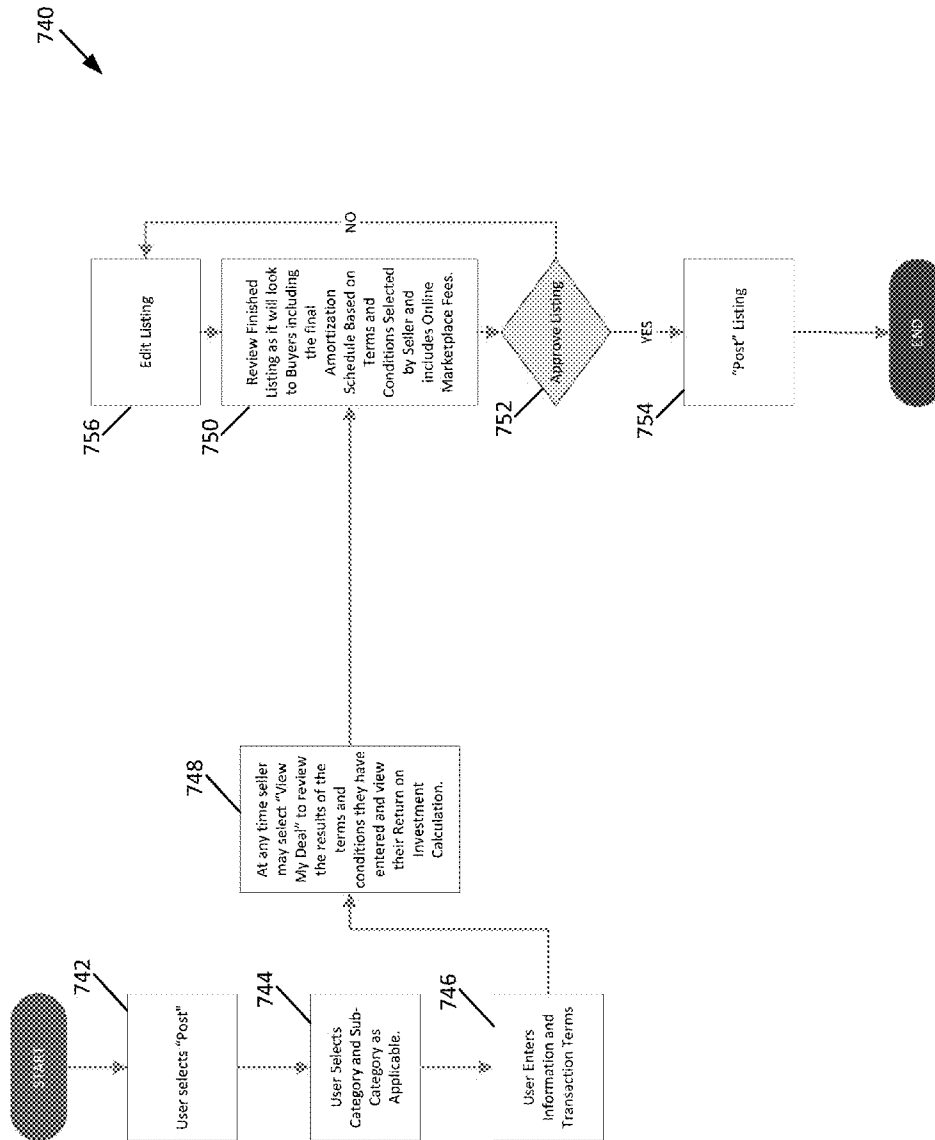 740
START
742
User selects "Post"
744
User Selects
Category and Sub-
Category as
Applicable.
746
User Enters
Information and
Transaction Terms
748
At any time seller
may select "View
My Deal" to review
the results of the
terms and
conditions they have
entered and view
their Return on
Investment
Calculation.
756
Edit Listing
750
Review Finished
Listing as it will look
to Buyers including
the final
Amortization
Schedule Based on
Terms and
Conditions Selected
by Seller and
includes Online
Marketplace Fees.
752
Approve Listing
NO
YES
754
"Post" Listing
END